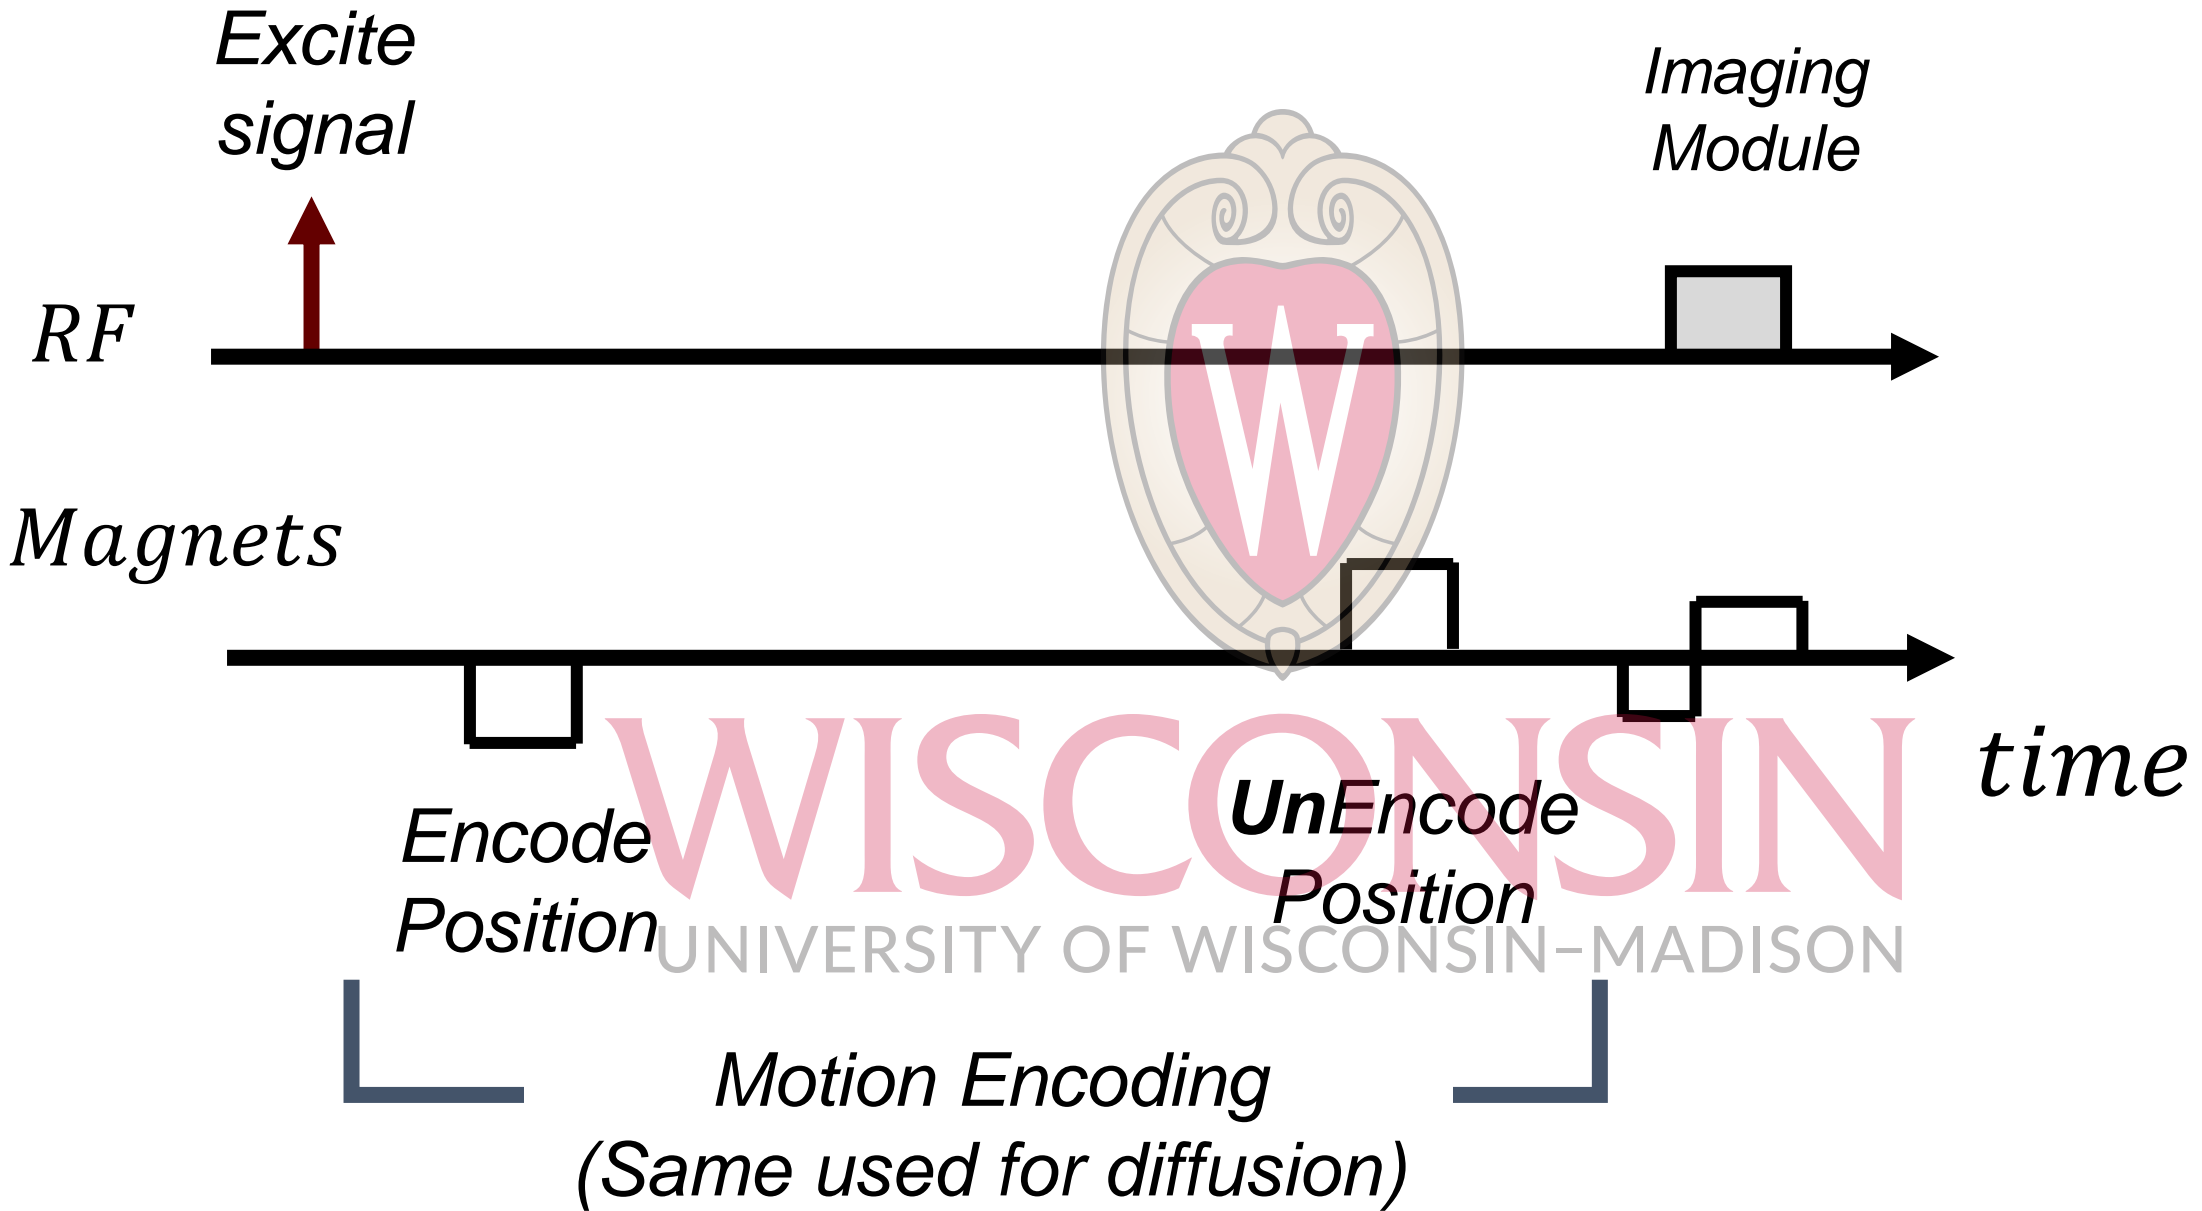 Excite
signal
Imaging
Module
RF
W
Magnets
time
Encode
Position
UnEncode
Position
WISCONSIN
UNIVERSITY OF WISCONSIN–MADISON
Motion Encoding
(Same used for diffusion)